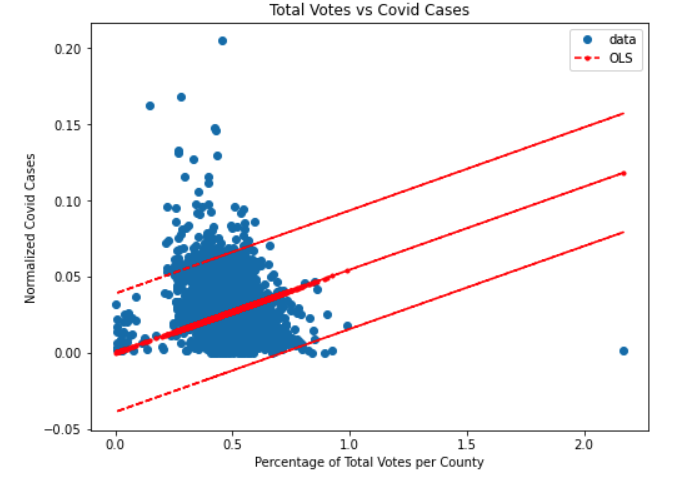 Total Votes vs Covid Cases
data
OLS
Normalized Covid Cases
0.20
0.15
0.10
0.05
0.00
−0.05
0.0 0.5 1.0 1.5 2.0
Percentage of Total Votes per County